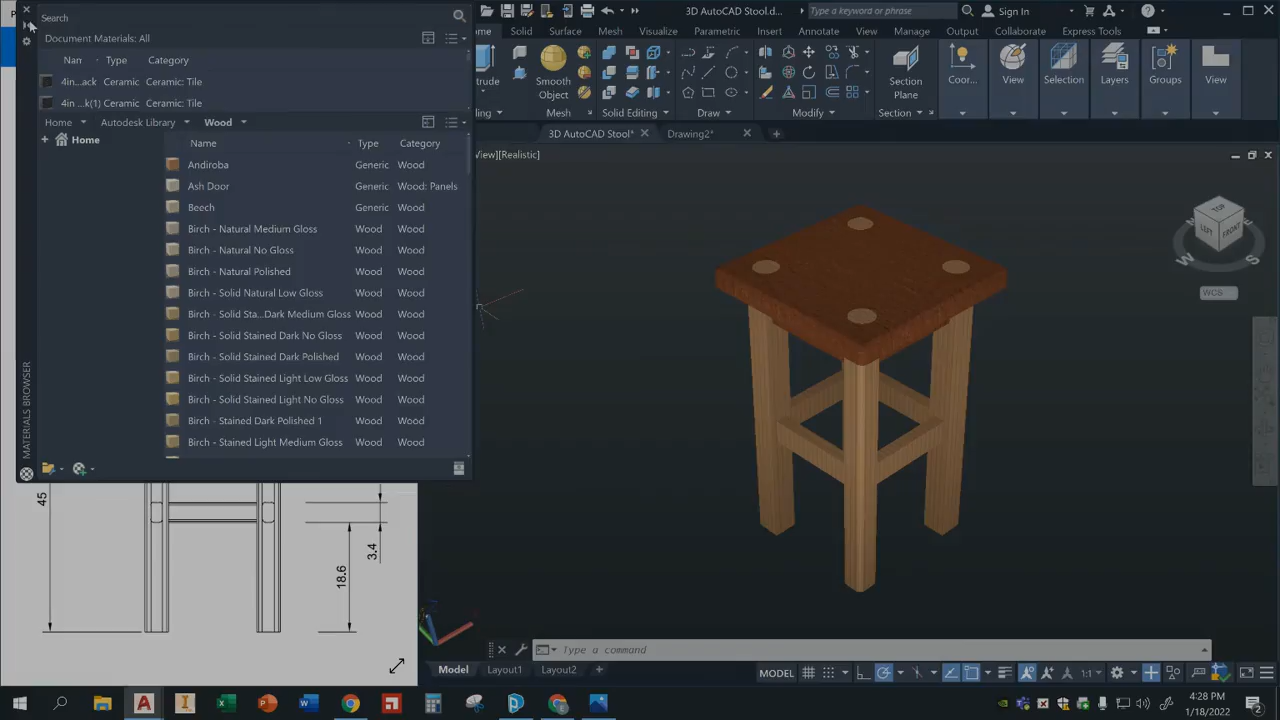 Search
Document Materials: All
Nan Type Category
4in...ack Ceramic Ceramic: Tile
4in ...k(1) Ceramic Ceramic: Tile
Home Autodesk Library Wood
Home
Name Type Category
Andiroba Generic Wood
Ash Door Generic Wood: Panels
Beech Generic Wood
Birch - Natural Medium Gloss Wood Wood
Birch - Natural No Gloss Wood Wood
Birch - Natural Polished Wood Wood
Birch - Solid Natural Low Gloss Wood Wood
Birch - Solid Sta...Dark Medium Gloss Wood Wood
Birch - Solid Stained Dark No Gloss Wood Wood
Birch - Solid Stained Dark Polished Wood Wood
Birch - Solid Stained Light Low Gloss Wood Wood
Birch - Solid Stained Light No Gloss Wood Wood
Birch - Stained Dark Polished 1 Wood Wood
Birch - Stained Light Medium Gloss Wood Wood
MATERIALS BROWSER
3D AutoCAD Stool.d... Type a keyword or phrase Sign In
ome Solid Surface Mesh Visualize Parametric Insert Annotate View Manage Output Collaborate Express Tools
trude Smooth Object Section Plane Coor... View Selection Layers Groups View
ling Mesh Solid Editing Draw Modify Section
3D AutoCAD Stool* Drawing2*
View][Realistic]
TOP
LEFT FRONT
N E W S
WCS
45
18.6
3.4
Type a command
Model Layout1 Layout2
MODEL 1:1
4:28 PM
1/18/2022
2